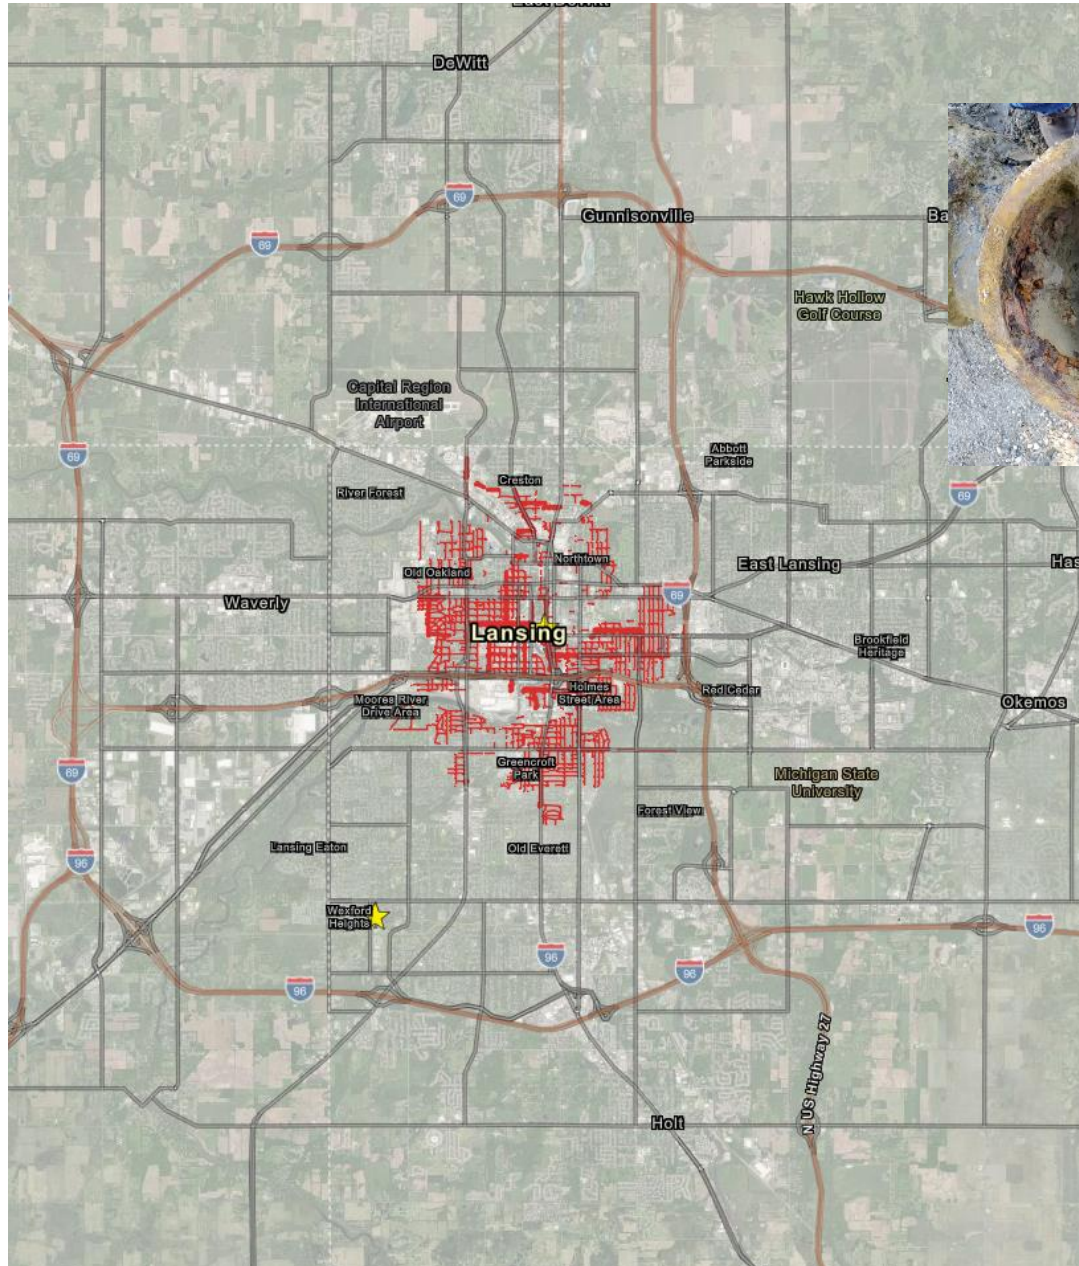 DeWitt
69
Gunnisonville
69
Ba
Hawk Hollow
Golf Course
Capital Region
International
Airport
69
Abbott
Parkside
Creston
River Forest
69
Northtown
East Lansing
Has
Old Oakland
69
Waverly
Lansing
Brookfield
Heritage
Holmes
Street Area
Red Cedar
Moores River
Drive Area
Okemos
69
Greencroft
Park
Michigan State
University
Forest View
Lansing Eaton
Old Everett
96
Wexford
Heights
96
96
96
96
N US Highway 27
Holt